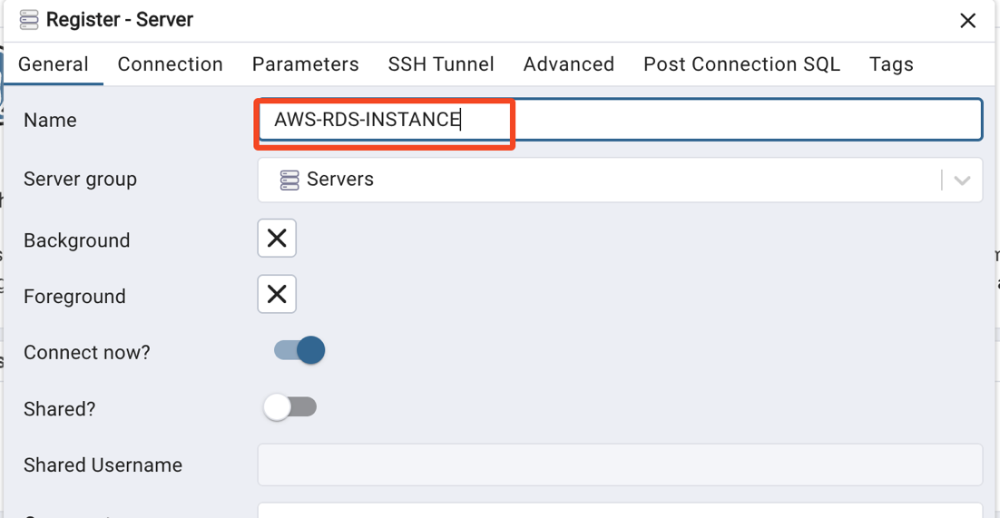 Register - Server
General Connection Parameters SSH Tunnel Advanced Post Connection SQL Tags
Name AWS-RDS-INSTANCE
Server group Servers
Background
Foreground
Connect now?
Shared?
Shared Username